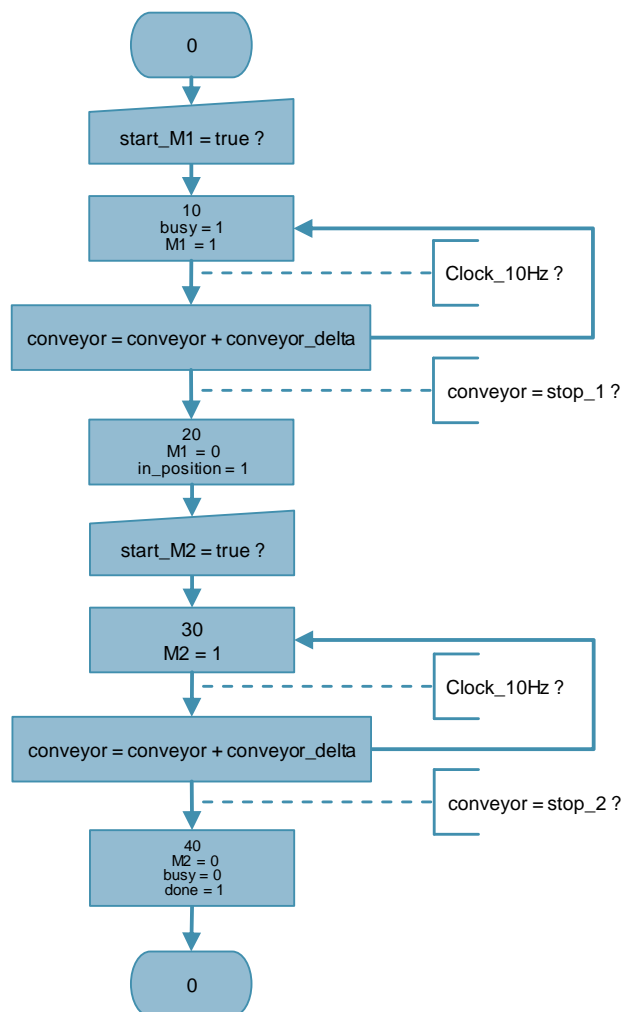 0
start_M1 = true ?
10
busy = 1
M1 = 1
Clock_10Hz ?
conveyor = conveyor + conveyor_delta
conveyor = stop_1 ?
20
M1 = 0
in_position = 1
start_M2 = true ?
30
M2 = 1
Clock_10Hz ?
conveyor = conveyor + conveyor_delta
conveyor = stop_2 ?
40
M2 = 0
busy = 0
done = 1
0